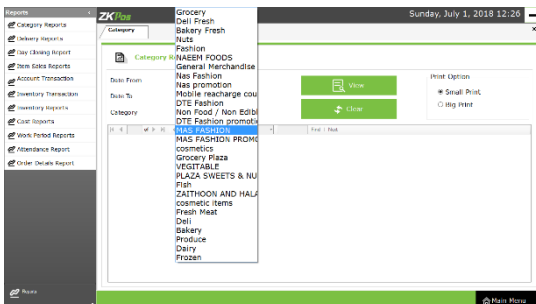 Reports
Category Reports
Delivery Reports
Day Closing Report
Item Sales Reports
Account Transaction
Inventory Transaction
Inventory Reports
Cost Reports
Work Period Reports
Attendance Report
Order Details Report
ZKPos
Sunday, July 1, 2018 12:26
Category
Category
Date From
Date To
Category
Grocery
Deli Fresh
Bakery Fresh
Nuts
Fashion
NAEEM FOODS
General Merchandise
Nas Fashion
Nas promotion
Mobile reacharge cou
DTE Fashion
Non Food / Non Edibl
DTE Fashion promoti
MAS FASHION
MAS FASHION PROMO
cosmetics
Grocery Plaza
VEGITABLE
PLAZA SWEETS & NU
Fish
ZAITHOON AND HALA
cosmetic items
Fresh Meat
Deli
Bakery
Produce
Dairy
Frozen
View
Clear
Print Option
Small Print
Big Print
Find | Next
Main Menu